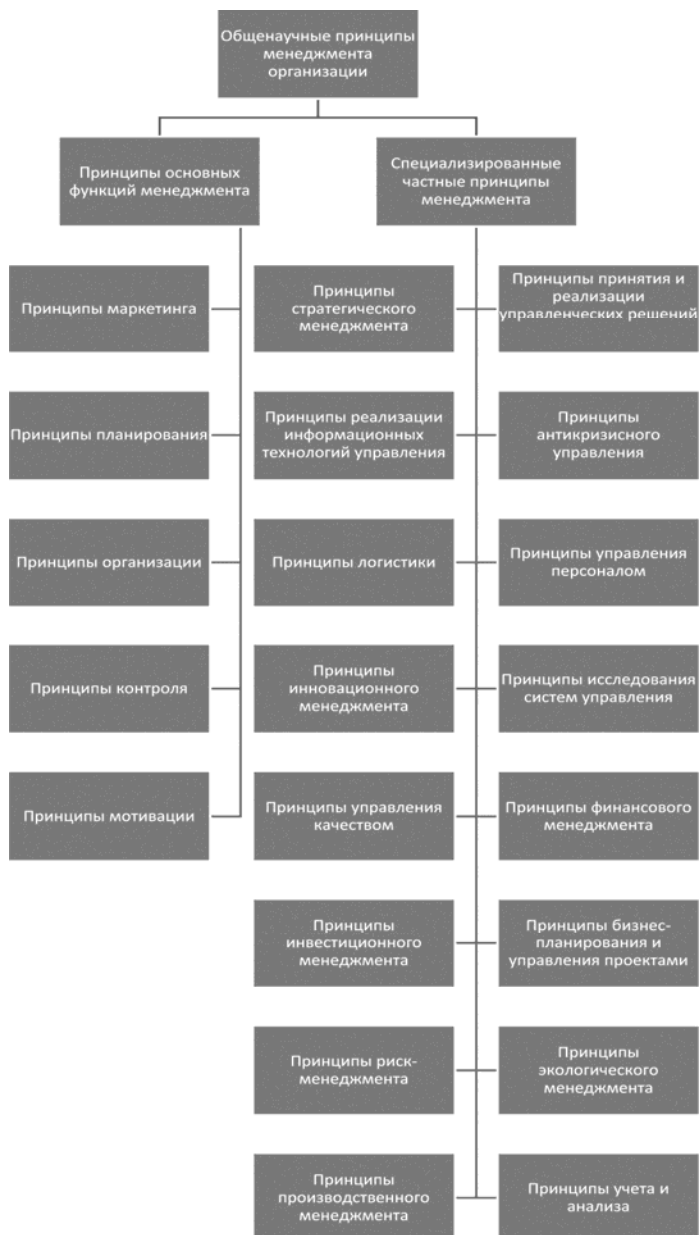 Общенаучные принципы
менеджмента
организации
Принципы основных
функций менеджмента
Специализированные
частные принципы
менеджмента
Принципы маркетинга
Принципы
стратегического
менеджмента
Принципы принятия и
реализации
управленческих решений
Принципы планирования
Принципы реализации
информационных
технологий управления
Принципы
антикризисного
управления
Принципы организации
Принципы логистики
Принципы управления
персоналом
Принципы контроля
Принципы
инновационного
менеджмента
Принципы исследования
систем управления
Принципы мотивации
Принципы управления
качеством
Принципы финансового
менеджмента
Принципы
инвестиционного
менеджмента
Принципы бизнес-
планирования и
управления проектами
Принципы риск-
менеджмента
Принципы
экологического
менеджмента
Принципы
производственного
менеджмента
Принципы учета и
анализа